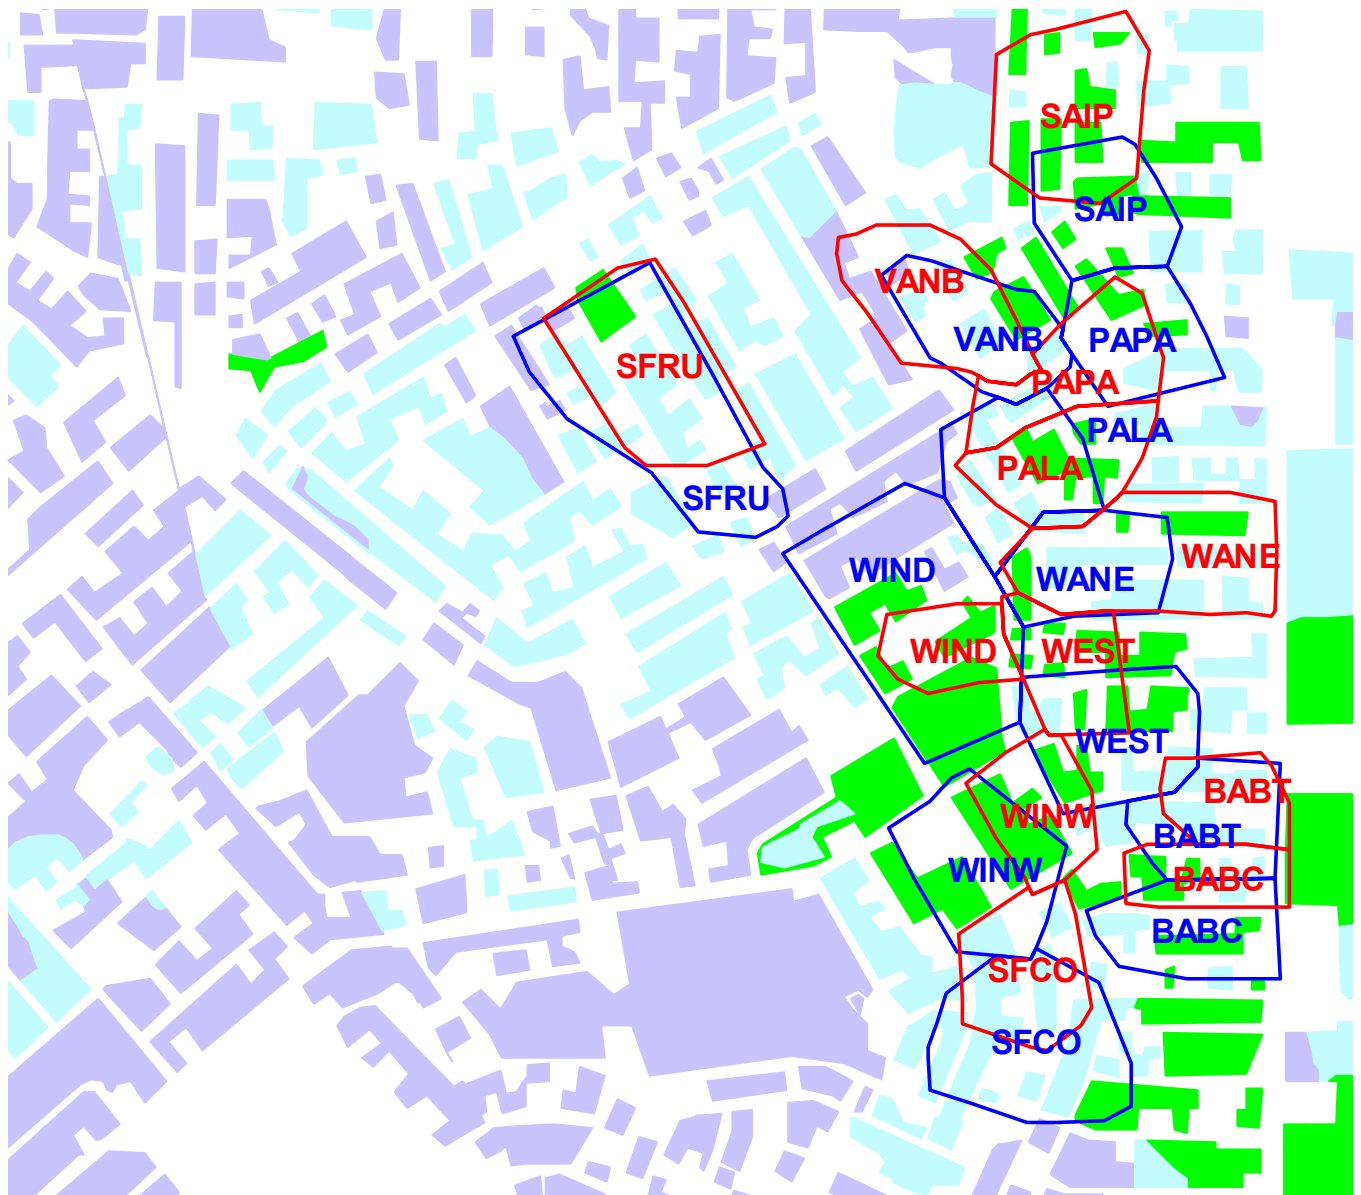 SAIP
SAIP
VANB
VANB
PAPA
SFRU
PAPA
PALA
PALA
SFRU
WANE
WIND
WANE
WIND
WEST
WEST
BABT
WINW
BABT
WINW
BABC
BABC
SFCO
SFCO